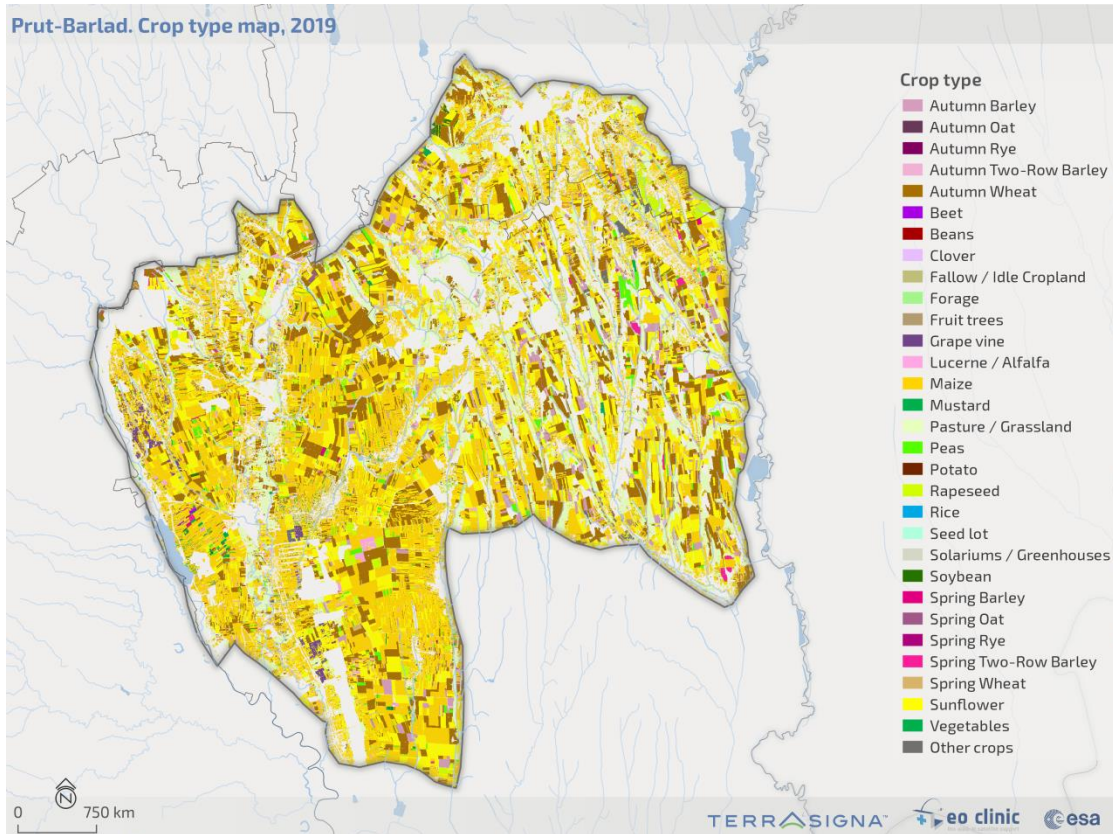 Prut-Barlad. Crop type map, 2019
Crop type
Autumn Barley
Autumn Oat
Autumn Rye
Autumn Two-Row Barley
Autumn Wheat
Beet
Beans
Clover
Fallow / Idle Cropland
Forage
Fruit trees
Grape vine
Lucerne / Alfalfa
Maize
Mustard
Pasture / Grassland
Peas
Potato
Rapeseed
Rice
Seed lot
Solariums / Greenhouses
Soybean
Spring Barley
Spring Oat
Spring Rye
Spring Two-Row Barley
Spring Wheat
Sunflower
Vegetables
Other crops
N
0 750 km
TERRASIGNA™ eo clinic esa